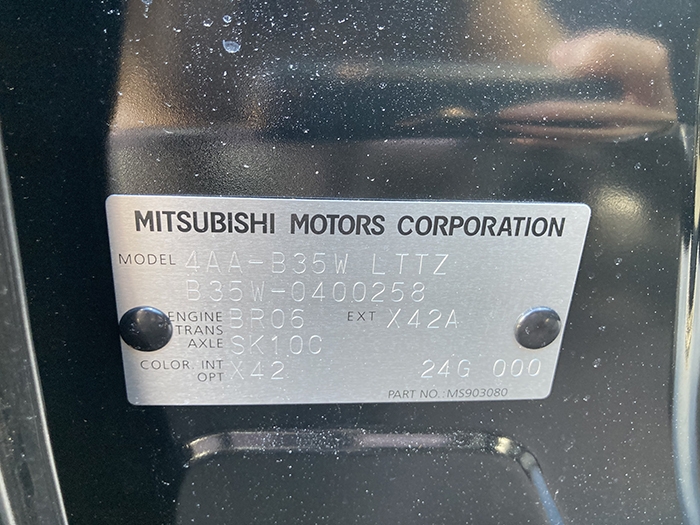 MITSUBISHI MOTORS CORPORATION
MODEL 4AA-B35W LTTZ
B35W-0400258
ENGINE BR06 EXT X42A
TRANS
AXLE SK10C
COLOR. INT X42 24G 000
OPT
PART NO.:MS903080